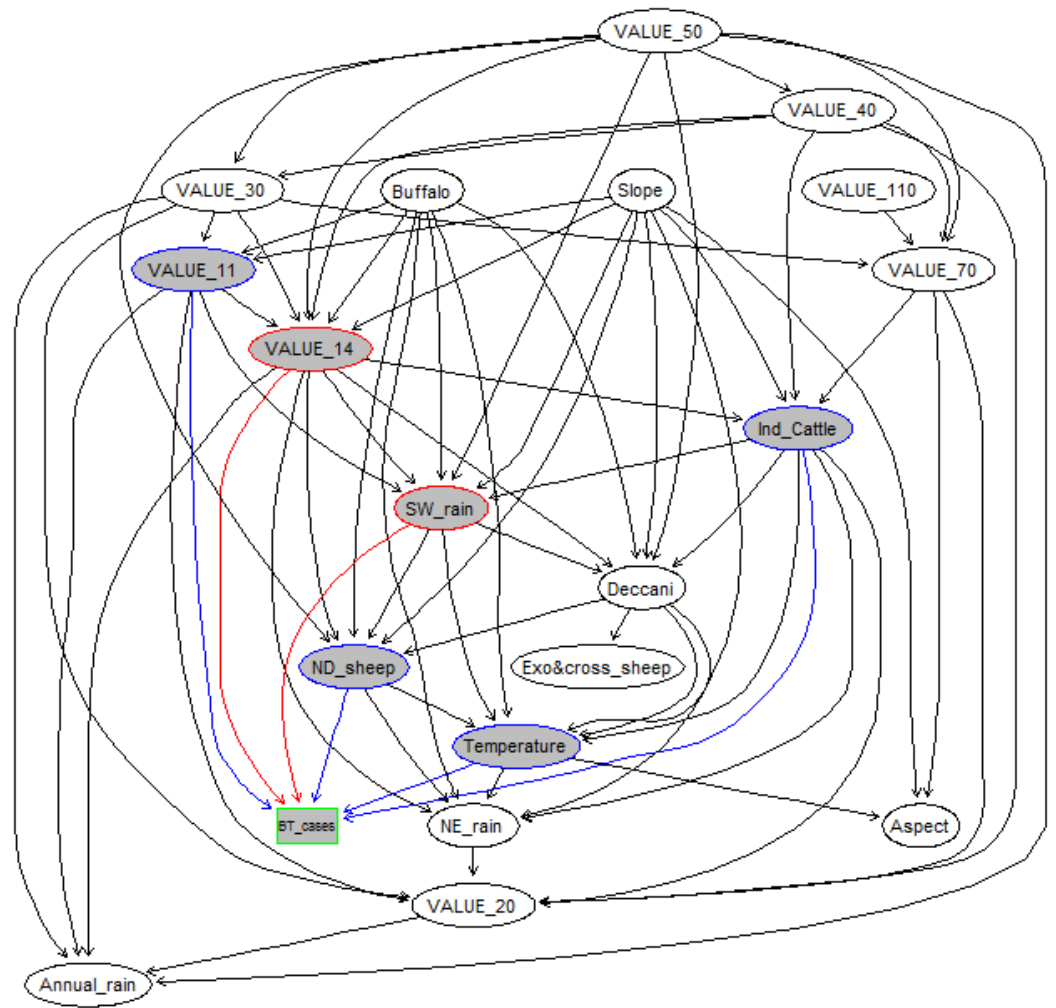 VALUE_50
VALUE_40
VALUE_30
Buffalo
Slope
VALUE_110
VALUE_11
VALUE_70
VALUE_14
Ind_Cattle
SW_rain
Deccani
ND_sheep
Exo&cross_sheep
Temperature
BT_cases
NE_rain
Aspect
VALUE_20
Annual_rain